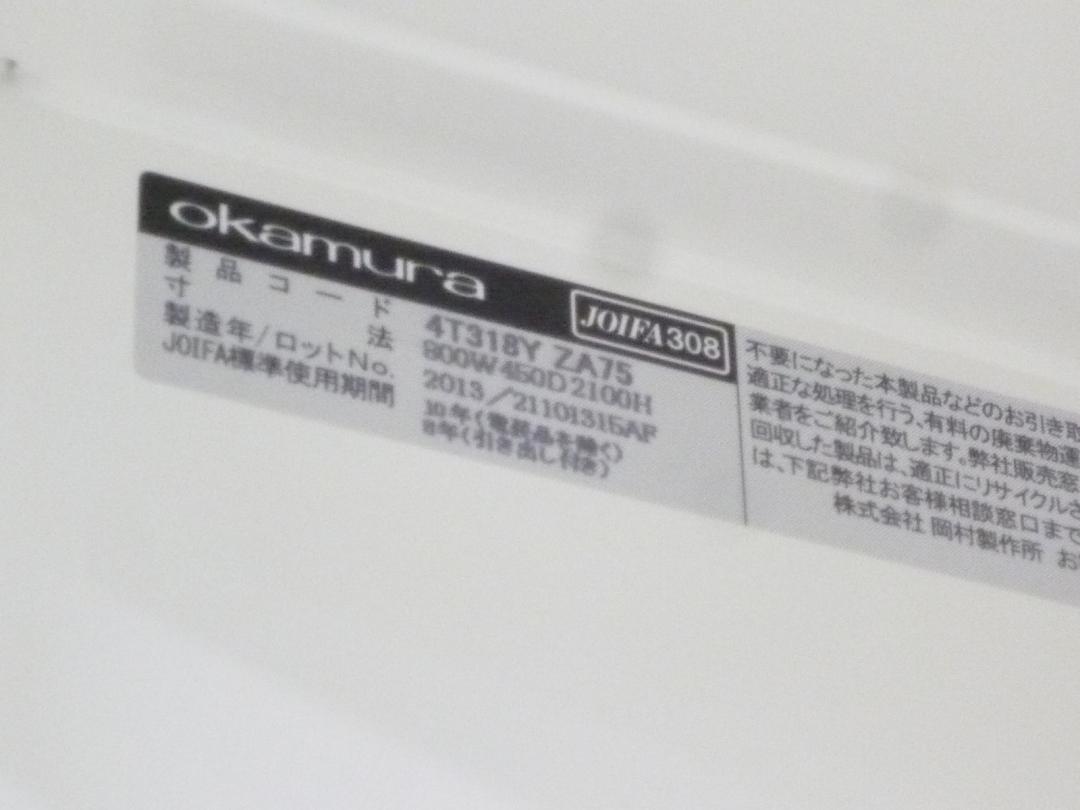 okamura
JOIFA308
製品コード 4T318Y ZA75
寸法 800W450D2100H
製造年/ロットNo. 2013/21101315AF
JOIFA標準使用期間 10年(電装品を除く)
8年(引き出し付き)
不要になった本製品などのお引き取
適正な処理を行う、有料の廃棄物運
業者をご紹介致します。弊社販売窓
回収した製品は、適正にリサイクルさ
は、下記弊社お客様相談窓口まで
株式会社 岡村製作所 お